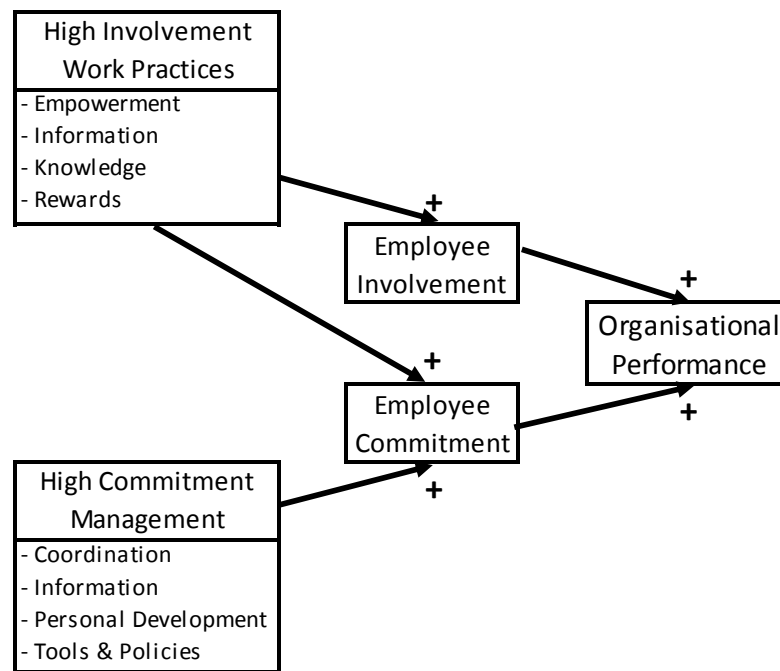 High Involvement
Work Practices
- Empowerment
- Information
- Knowledge
- Rewards
+
Employee
Involvement
+
Organisational
Performance
+
+
Employee
Commitment
+
High Commitment
Management
- Coordination
- Information
- Personal Development
- Tools & Policies